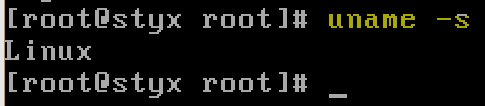 [root@styx root]# uname -s
Linux
[root@styx root]# _